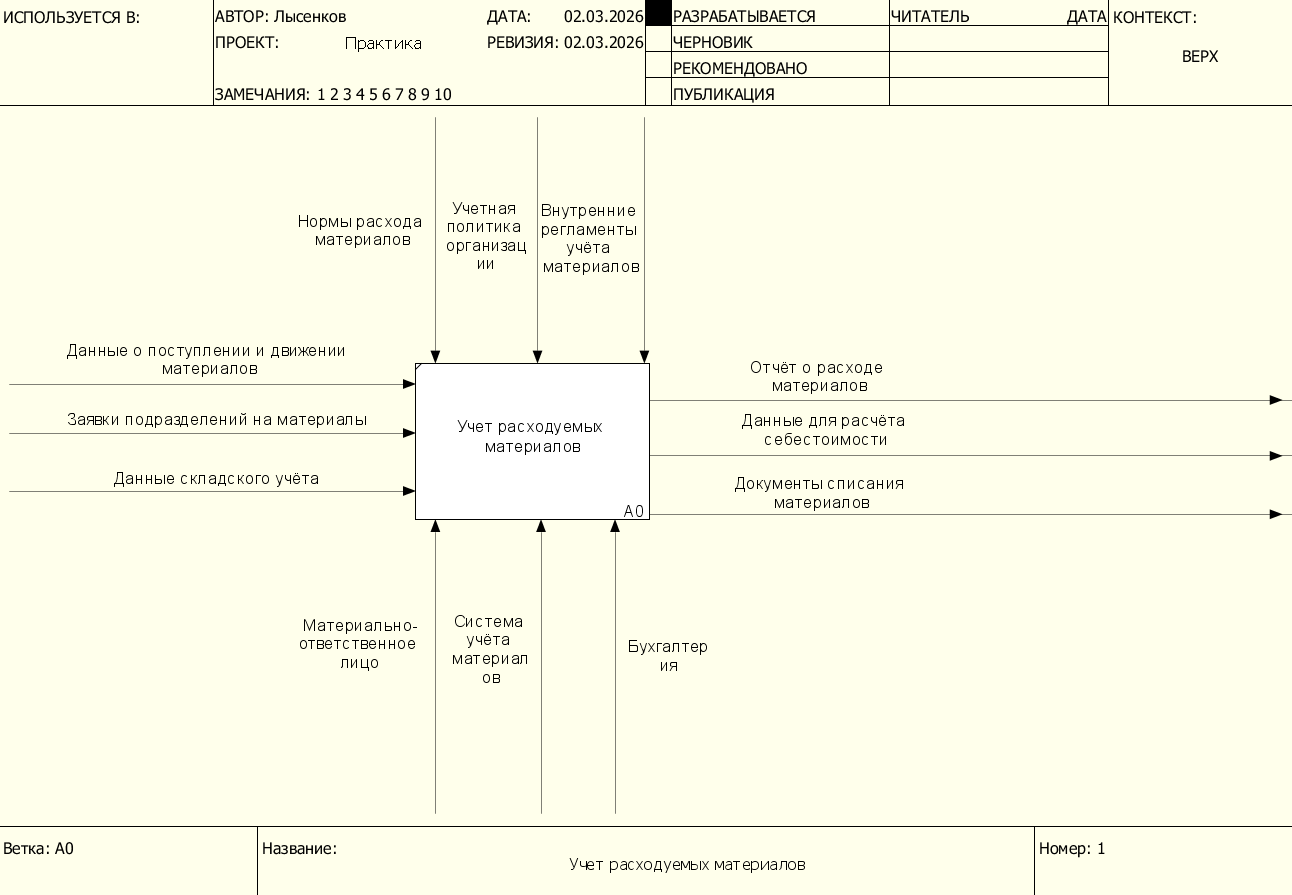 ИСПОЛЬЗУЕТСЯ В:
АВТОР: Лысенков
ДАТА: 02.03.2026
ПРОЕКТ: Практика
РЕВИЗИЯ: 02.03.2026
ЗАМЕЧАНИЯ: 1 2 3 4 5 6 7 8 9 10
РАЗРАБАТЫВАЕТСЯ
ЧЕРНОВИК
РЕКОМЕНДОВАНО
ПУБЛИКАЦИЯ
ЧИТАТЕЛЬ ДАТА
КОНТЕКСТ:
ВЕРХ
Нормы расхода
материалов
Учетная
политика
организац
ии
Внутренние
регламенты
учёта
материалов
Данные о поступлении и движении
материалов
Заявки подразделений на материалы
Данные складского учёта
Учет расходуемых
материалов
A0
Отчёт о расходе
материалов
Данные для расчёта
себестоимости
Документы списания
материалов
Материально-
ответственное
лицо
Система
учёта
материал
ов
Бухгалтер
ия
Ветка: A0
Название:
Учет расходуемых материалов
Номер: 1